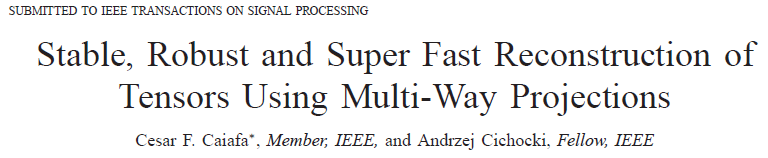 SUBMITTED TO IEEE TRANSACTIONS ON SIGNAL PROCESSING
Stable, Robust and Super Fast Reconstruction of
Tensors Using Multi-Way Projections
Cesar F. Caiafa*, Member, IEEE, and Andrzej Cichocki, Fellow, IEEE